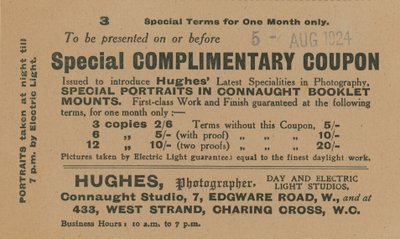 3 Special Terms for One Month only.
To be presented on or before 5 - AUG 1924
Special COMPLIMENTARY COUPON
Issued to introduce Hughes' Latest Specialities in Photography,
SPECIAL PORTRAITS IN CONNAUGHT BOOKLET
MOUNTS. First-class Work and Finish guaranteed at the following
terms, for one month only :—
3 copies 2/6 Terms without this Coupon, 5/-
6 „ 5/- (with proof) „ „ „ 10/-
12 „ 10/- (two proofs) „ „ „ 20/-
Pictures taken by Electric Light guaranteed equal to the finest daylight work.
HUGHES, Photographer, DAY AND ELECTRIC
LIGHT STUDIOS,
Connaught Studio, 7, EDGWARE ROAD, W., and at
433, WEST STRAND, CHARING CROSS, W.C.
Business Hours : 10 a.m. to 7 p.m.
PORTRAITS taken at night till
7 p.m. by Electric Light.